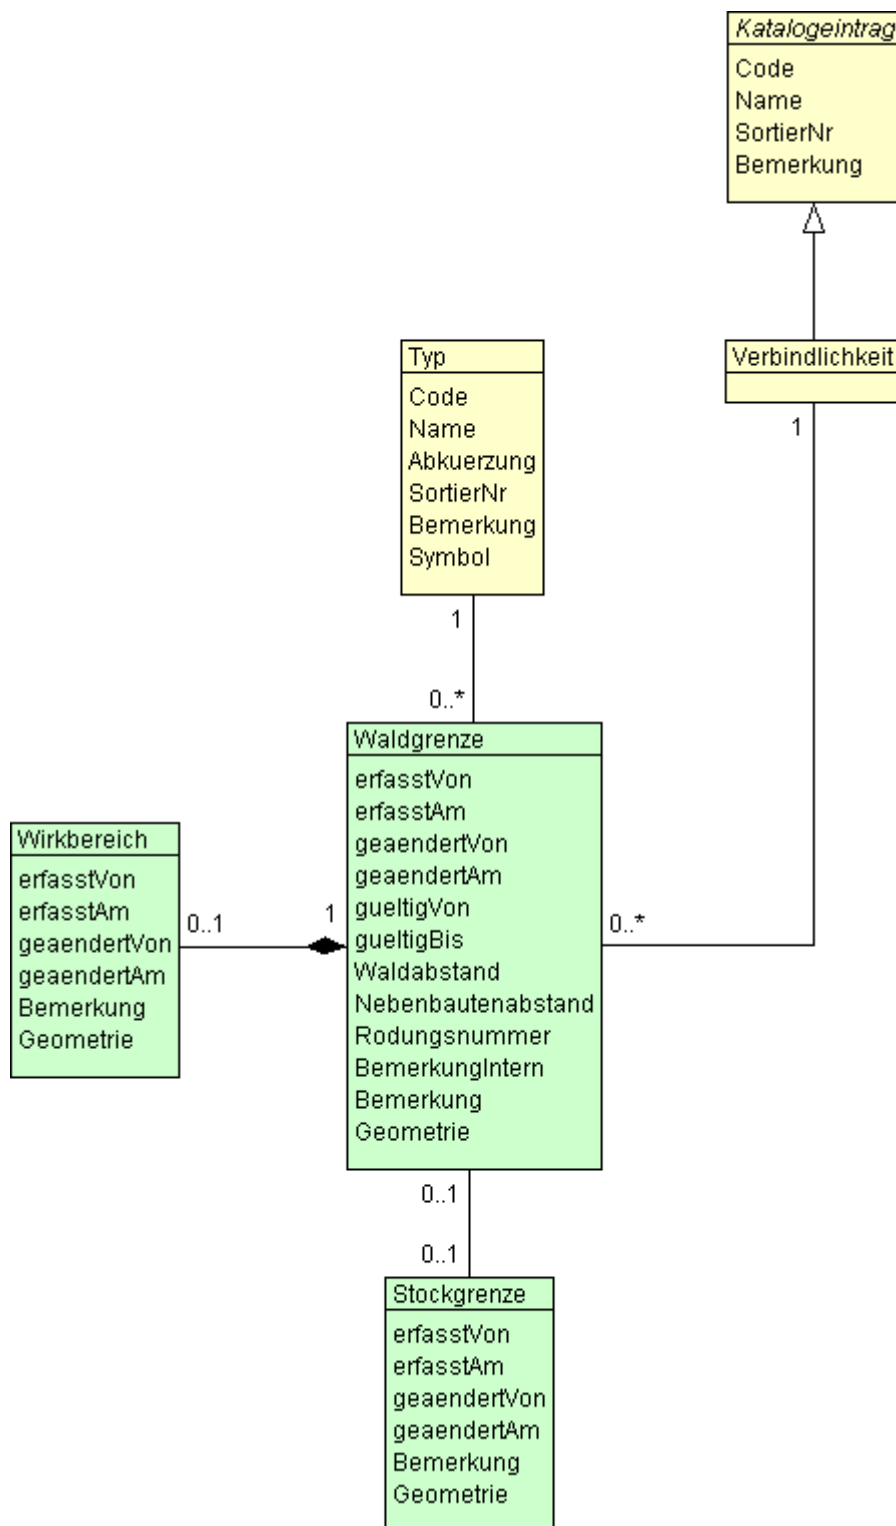 Katalogeintrag
Code
Name
SortierNr
Bemerkung
Verbindlichkeit
1
Typ
Code
Name
Abkuerzung
SortierNr
Bemerkung
Symbol
1
0..*
Waldgrenze
erfasstVon
erfasstAm
geaendertVon
geaendertAm
gueltigVon
gueltigBis
Waldabstand
Nebenbautenabstand
Rodungsnummer
BemerkungIntern
Bemerkung
Geometrie
0..*
Wirkbereich
erfasstVon
erfasstAm
geaendertVon
geaendertAm
Bemerkung
Geometrie
0..1
1
0..1
0..1
Stockgrenze
erfasstVon
erfasstAm
geaendertVon
geaendertAm
Bemerkung
Geometrie